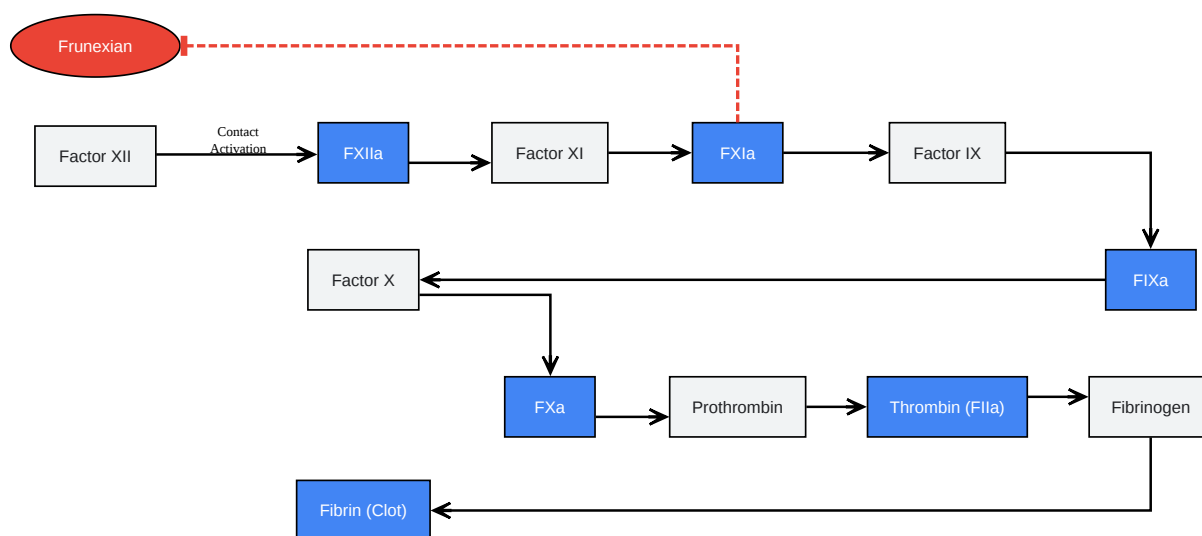 Frunexian
Factor XII
Contact
Activation
FXIIa
Factor XI
FXIa
Factor IX
Factor X
FIXa
FXa
Prothrombin
Thrombin (FIIa)
Fibrinogen
Fibrin (Clot)